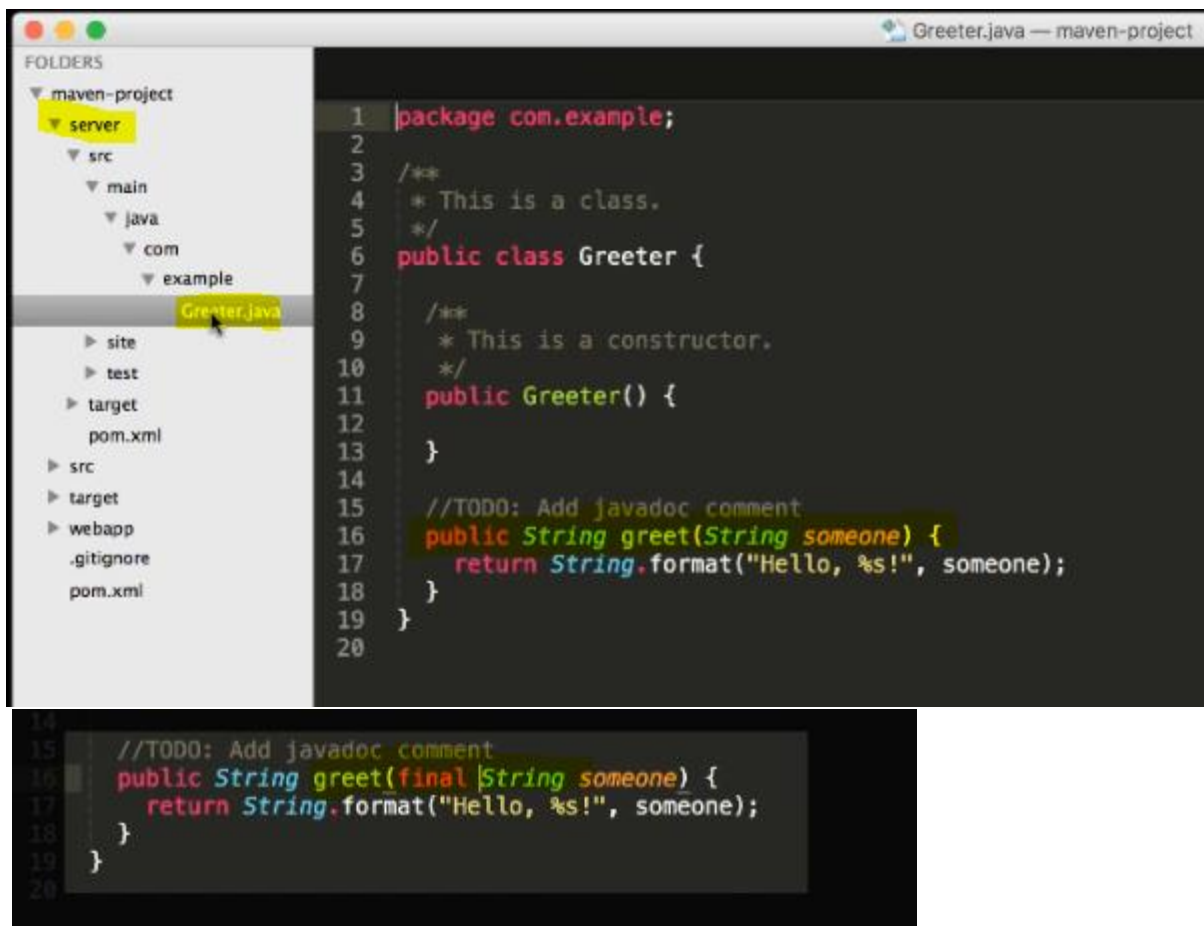 Greeter.java — maven-project
FOLDERS
maven-project
server
src
main
java
com
example
Greeter.java
site
test
target
pom.xml
src
target
webapp
.gitignore
pom.xml
1 package com.example;
2
3 /**
4 * This is a class.
5 */
6 public class Greeter {
7
8 /**
9 * This is a constructor.
10 */
11 public Greeter() {
12
13 }
14
15 //TODO: Add javadoc comment
16 public String greet(String someone) {
17 return String.format("Hello, %s!", someone);
18 }
19 }
20
14
15 //TODO: Add javadoc comment
16 public String greet(final String someone) {
17 return String.format("Hello, %s!", someone);
18 }
19 }
20